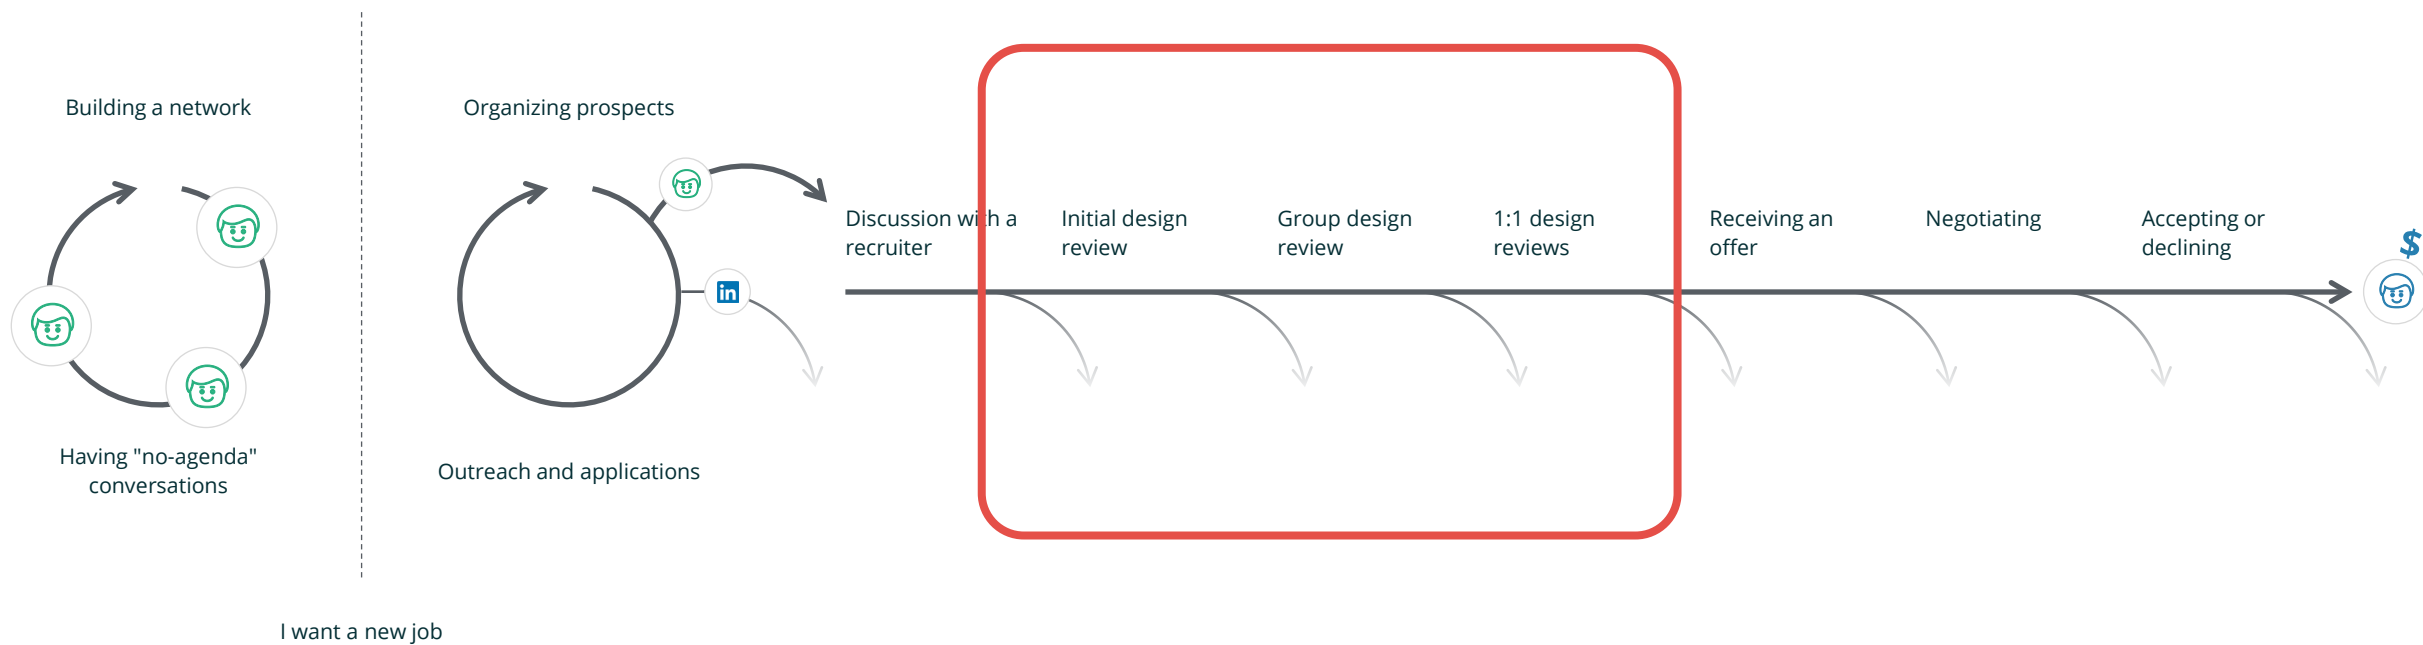 Building a network
Having "no-agenda"
conversations
I want a new job
Organizing prospects
in
Outreach and applications
Discussion with a
recruiter
Initial design
review
Group design
review
1:1 design
reviews
Receiving an
offer
Negotiating
Accepting or
declining
$